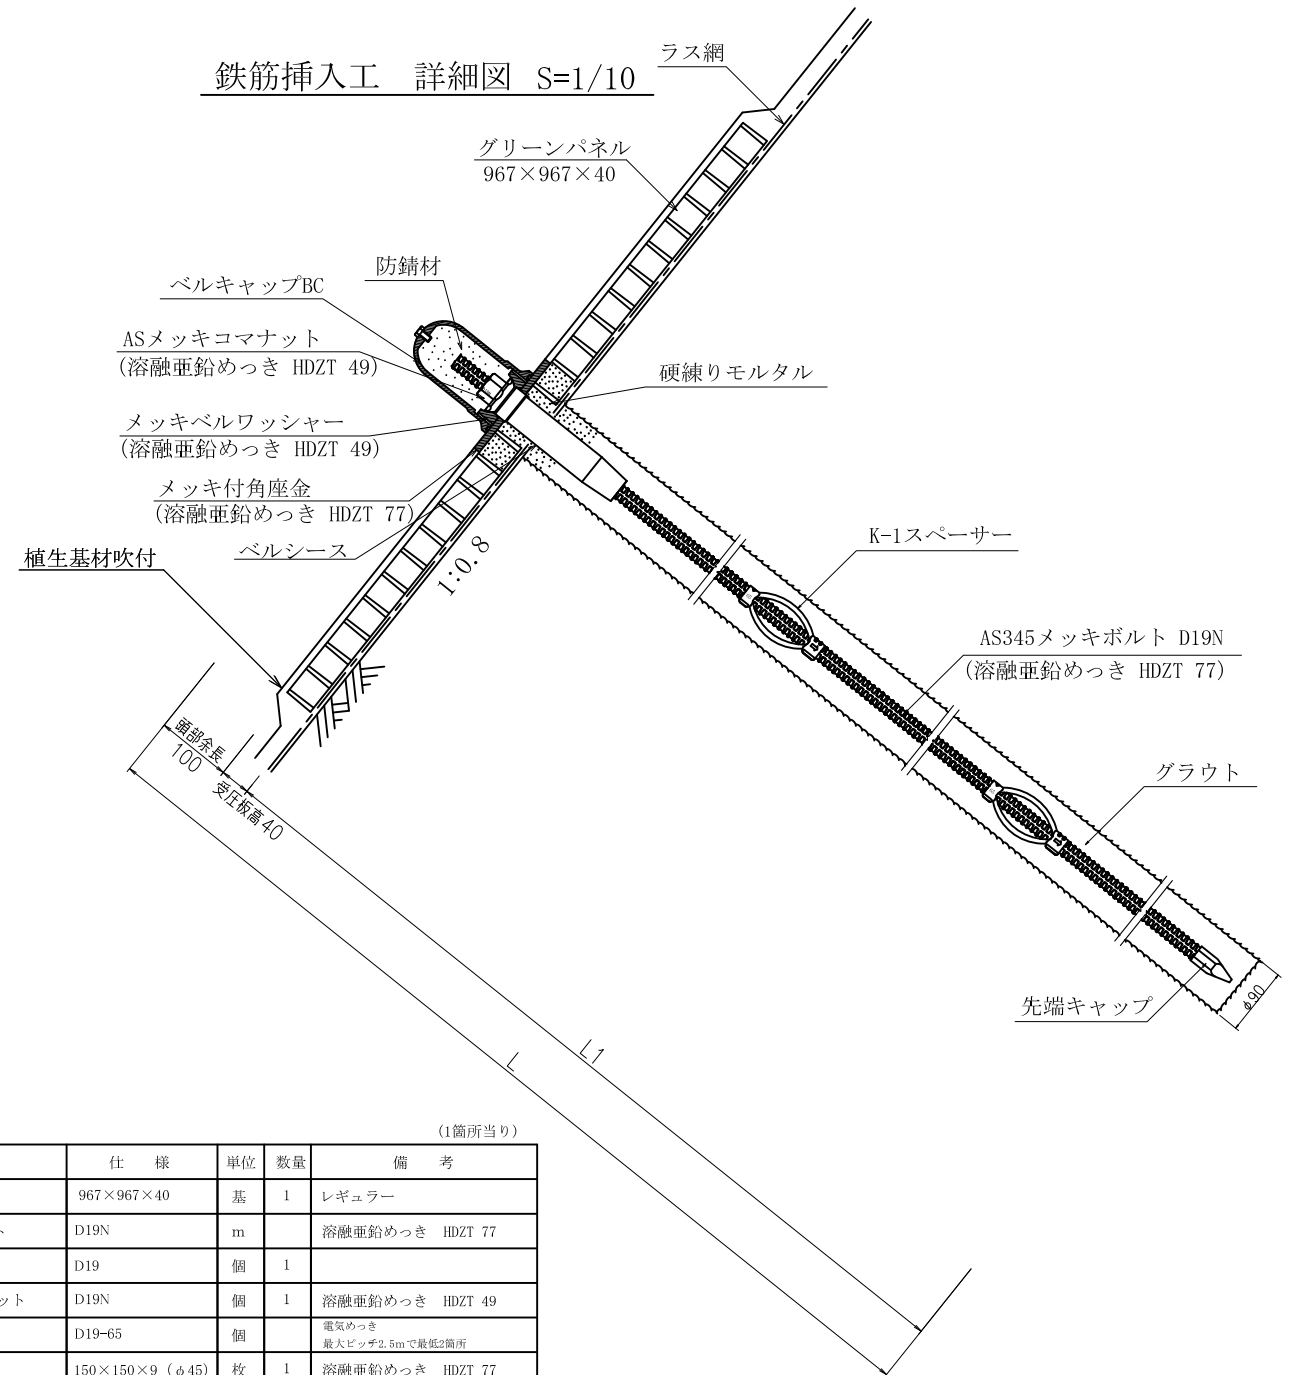 鉄筋挿入工　詳細図 S=1/10
ラス網
グリーンパネル
967×967×40
防錆材
ベルキャップBC
ASメッキコマナット
(溶融亜鉛めっき HDZT 49)
硬練りモルタル
メッキベルワッシャー
(溶融亜鉛めっき HDZT 49)
メッキ付角座金
(溶融亜鉛めっき HDZT 77)
ベルシース
植生基材吹付
1:0.8
K-1スペーサー
AS345メッキボルト D19N
(溶融亜鉛めっき HDZT 77)
頭部余長
100
受圧板高40
グラウト
先端キャップ
φ90
L1
L
(1箇所当り)
仕　様 単位 数量 備　考
967×967×40 基 1 レギュラー
ト D19N m 溶融亜鉛めっき HDZT 77
D19 個 1
ット D19N 個 1 溶融亜鉛めっき HDZT 49
D19-65 個 電気めっき
最大ピッチ2.5mで最低2箇所
150×150×9 (φ45) 枚 1 溶融亜鉛めっき HDZT 77